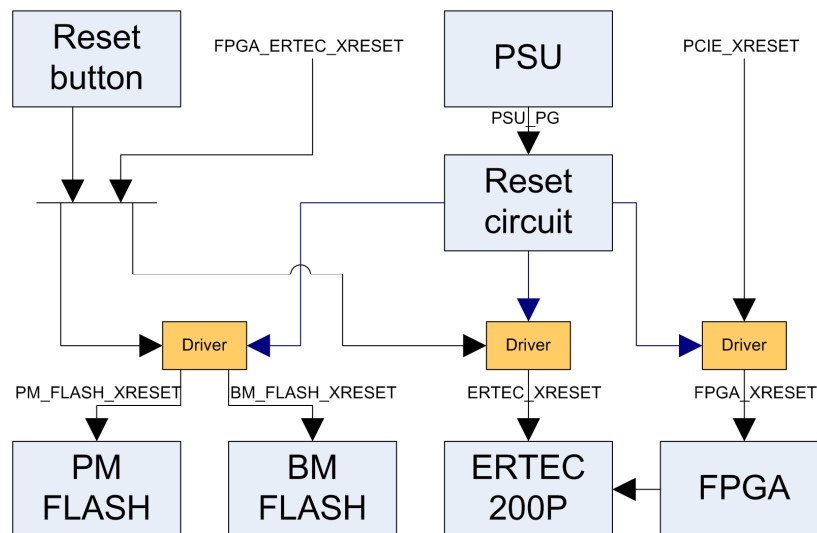 Reset
button
FPGA_ERTEC_XRESET
PSU
PCIE_XRESET
PSU_PG
Reset
circuit
Driver
Driver
Driver
PM_FLASH_XRESET
BM_FLASH_XRESET
ERTEC_XRESET
FPGA_XRESET
PM
FLASH
BM
FLASH
ERTEC
200P
FPGA